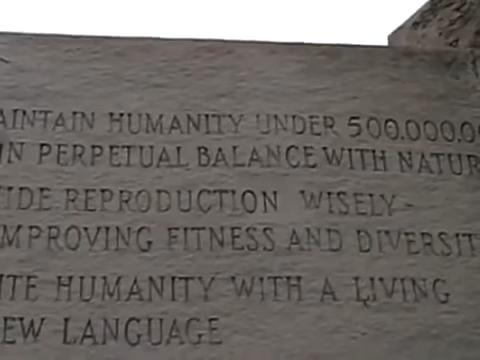 AINTAIN HUMANITY UNDER 500,000,0
IN PERPETUAL BALANCE WITH NATUR
IDE REPRODUCTION WISELY-
MPROVING FITNESS AND DIVERSIT
ITE HUMANITY WITH A LIVING
EW LANGUAGE